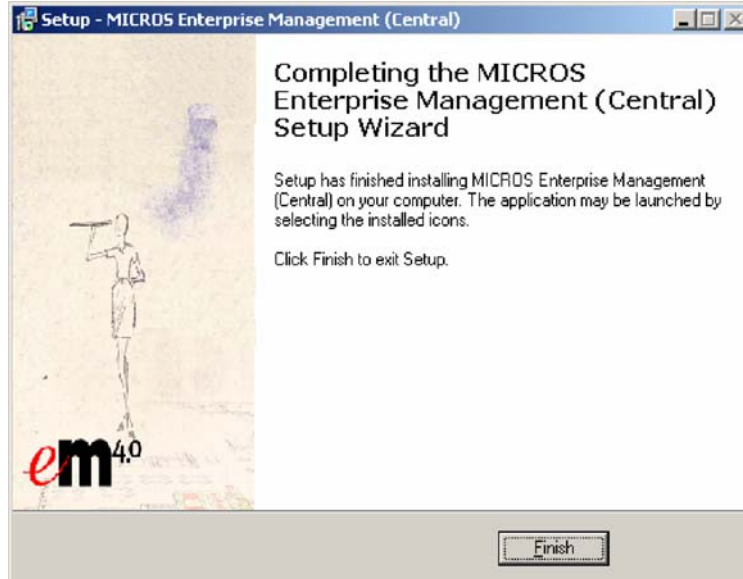 Setup - MICROS Enterprise Management (Central)
Completing the MICROS
Enterprise Management (Central)
Setup Wizard
Setup has finished installing MICROS Enterprise Management
(Central) on your computer. The application may be launched by
selecting the installed icons.
Click Finish to exit Setup.
em 4.0
Finish